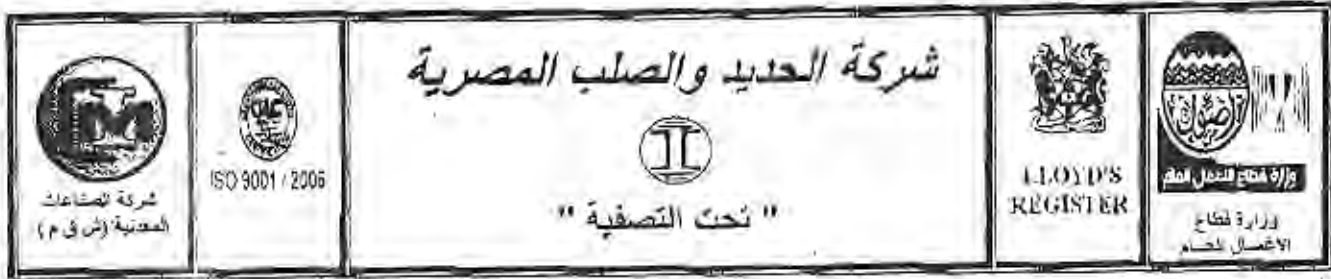 شركة الحديد والصلب المصرية
" تحت التصفية "
LLOYD'S
REGISTER
وزارة قطاع الأعمال العام
وزارة قطاع
الأعمال العام
ISO 9001 / 2006
شركة الصناعات
المعدنية (ش ق م)